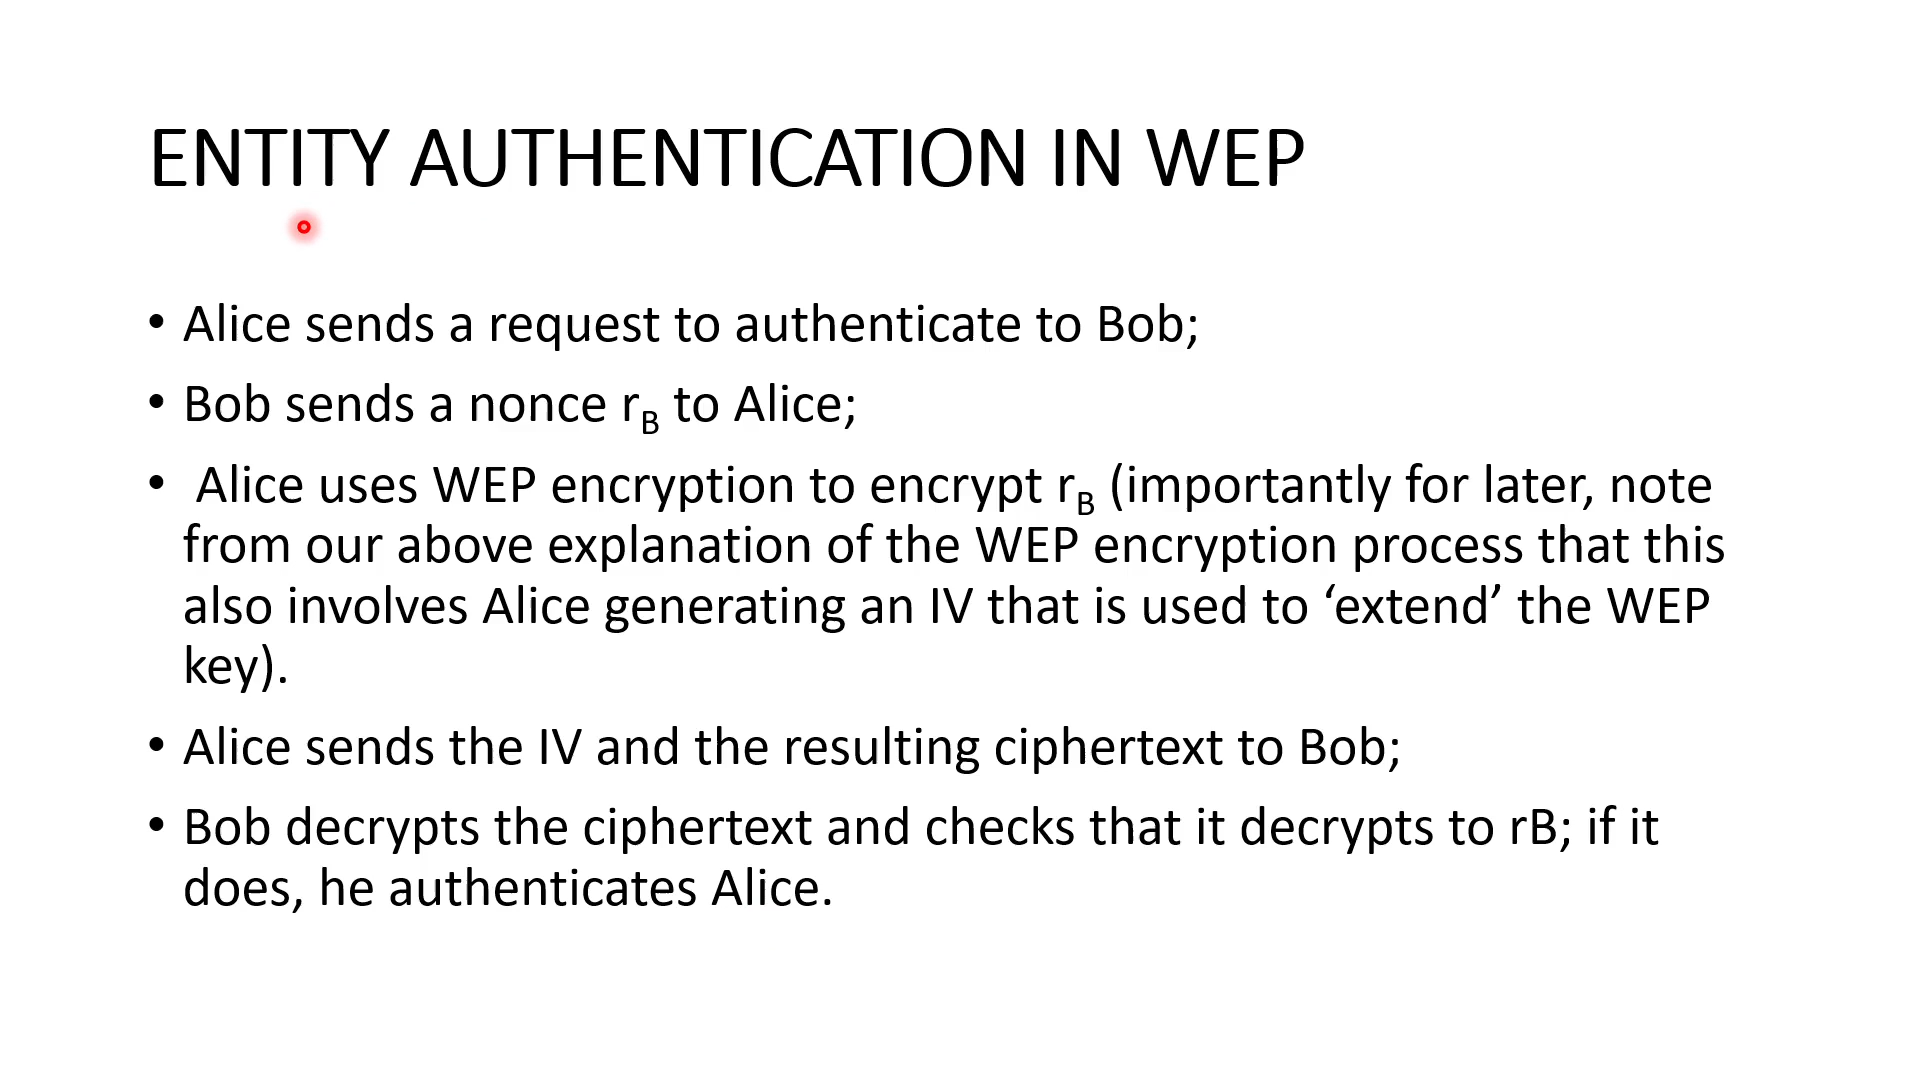 ENTITY AUTHENTICATION IN WEP
• Alice sends a request to authenticate to Bob;
• Bob sends a nonce r_B to Alice;
• Alice uses WEP encryption to encrypt r_B (importantly for later, note
from our above explanation of the WEP encryption process that this
also involves Alice generating an IV that is used to ‘extend’ the WEP
key).
• Alice sends the IV and the resulting ciphertext to Bob;
• Bob decrypts the ciphertext and checks that it decrypts to rB; if it
does, he authenticates Alice.